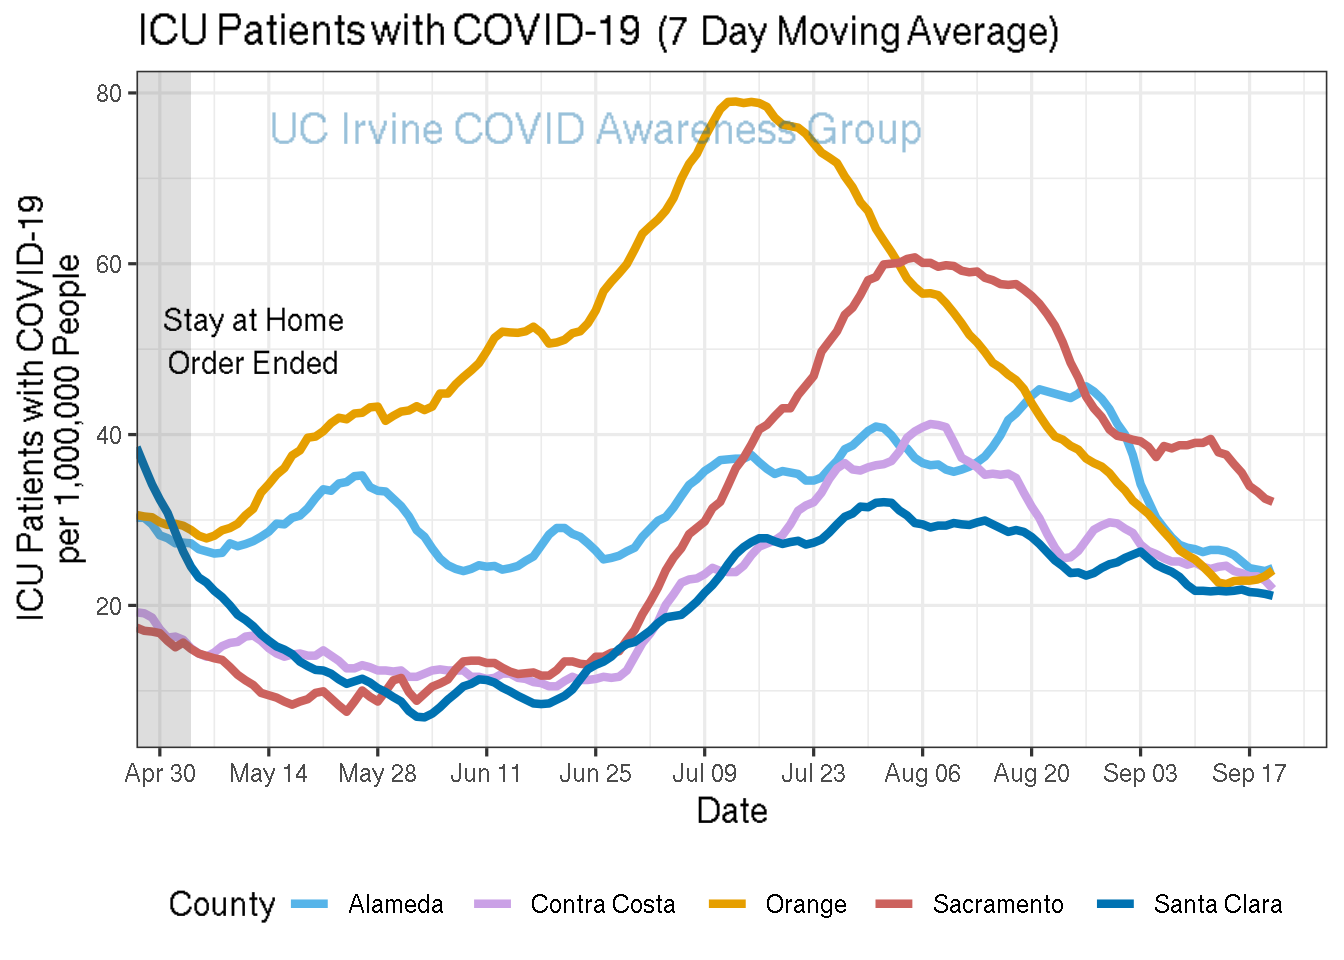 ICU Patients with COVID-19 (7 Day Moving Average)
UC Irvine COVID Awareness Group
ICU Patients with COVID-19
per 1,000,000 People
80
60
40
20
Stay at Home
Order Ended
Apr 30 May 14 May 28 Jun 11 Jun 25 Jul 09 Jul 23 Aug 06 Aug 20 Sep 03 Sep 17
Date
County Alameda Contra Costa Orange Sacramento Santa Clara